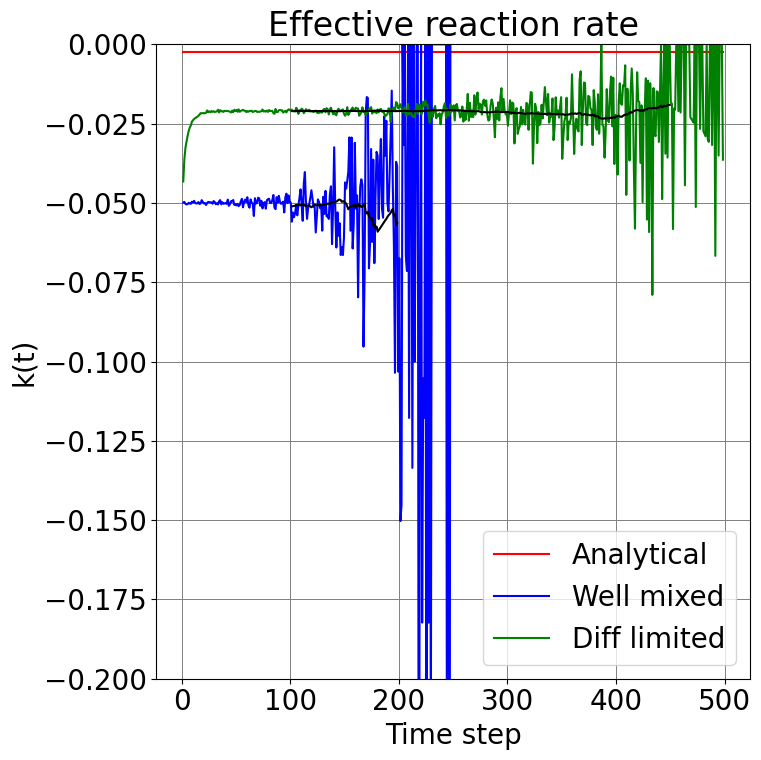 Effective reaction rate
0.000
−0.025
−0.050
−0.075
−0.100
−0.125
−0.150
−0.175
−0.200
k(t)
Analytical
Well mixed
Diff limited
0 100 200 300 400 500
Time step